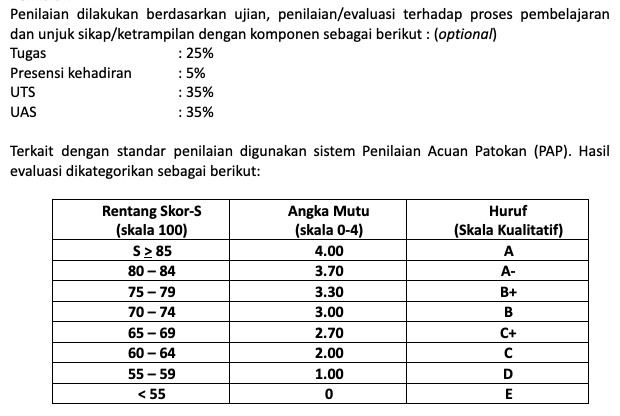 Penilaian dilakukan berdasarkan ujian, penilaian/evaluasi terhadap proses pembelajaran
dan unjuk sikap/ketrampilan dengan komponen sebagai berikut : (optional)
Tugas : 25%
Presensi kehadiran : 5%
UTS : 35%
UAS : 35%
Terkait dengan standar penilaian digunakan sistem Penilaian Acuan Patokan (PAP). Hasil
evaluasi dikategorikan sebagai berikut:
Rentang Skor-S Angka Mutu Huruf
(skala 100) (skala 0-4) (Skala Kualitatif)
S ≥ 85 4.00 A
80 – 84 3.70 A-
75 – 79 3.30 B+
70 – 74 3.00 B
65 – 69 2.70 C+
60 – 64 2.00 C
55 – 59 1.00 D
< 55 0 E